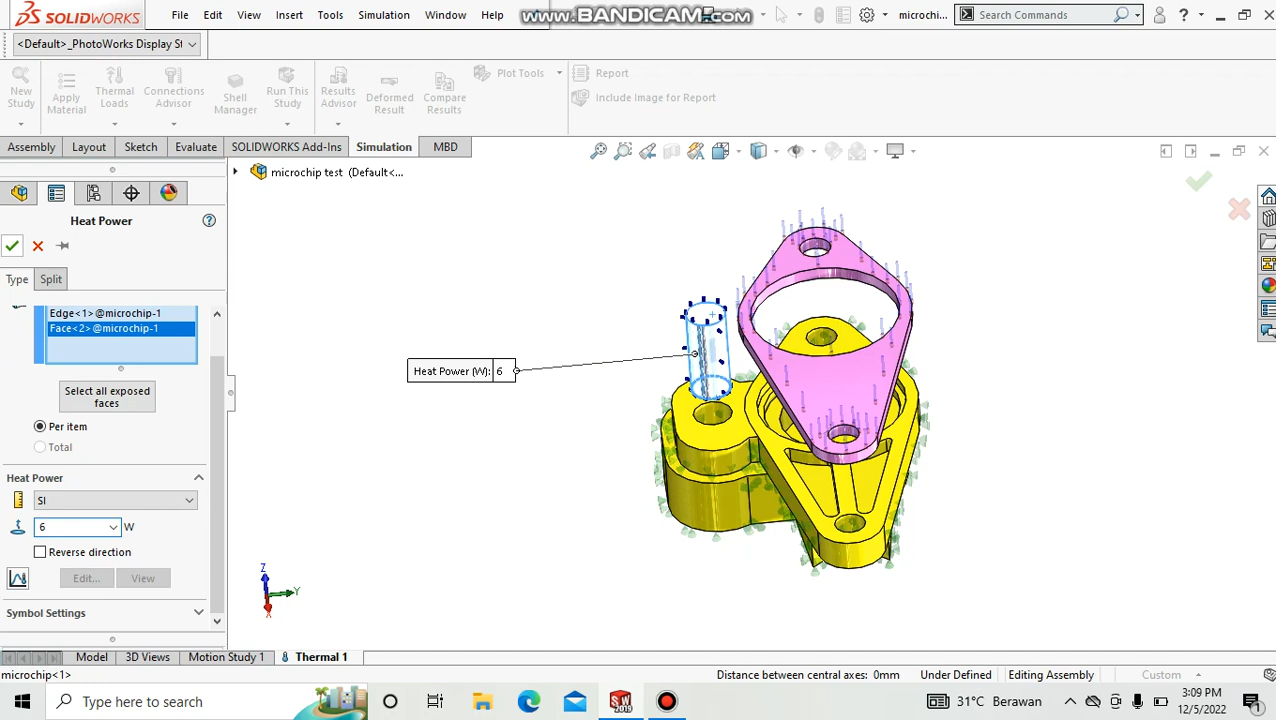 SOLIDWORKS File Edit View Insert Tools Simulation Window Help www.BANDICAM.com microchi... Search Commands ?
<Default>_PhotoWorks Display St
New Study
Apply Material
Thermal Loads
Connections Advisor
Shell Manager
Run This Study
Results Advisor
Deformed Result
Compare Results
Plot Tools
Report
Include Image for Report
Assembly Layout Sketch Evaluate SOLIDWORKS Add-Ins Simulation MBD
microchip test (Default<...
Heat Power
Type Split
Edge<1>@microchip-1
Face<2>@microchip-1
Select all exposed
faces
Per item
Total
Heat Power
SI
6 W
Reverse direction
Edit... View
Symbol Settings
Heat Power (W): 6
Z
Y
X
Model 3D Views Motion Study 1 Thermal 1
microchip<1> Distance between central axes: 0mm Under Defined Editing Assembly Custom
Type here to search SW 2019 31°C Berawan 3:09 PM
12/5/2022 1